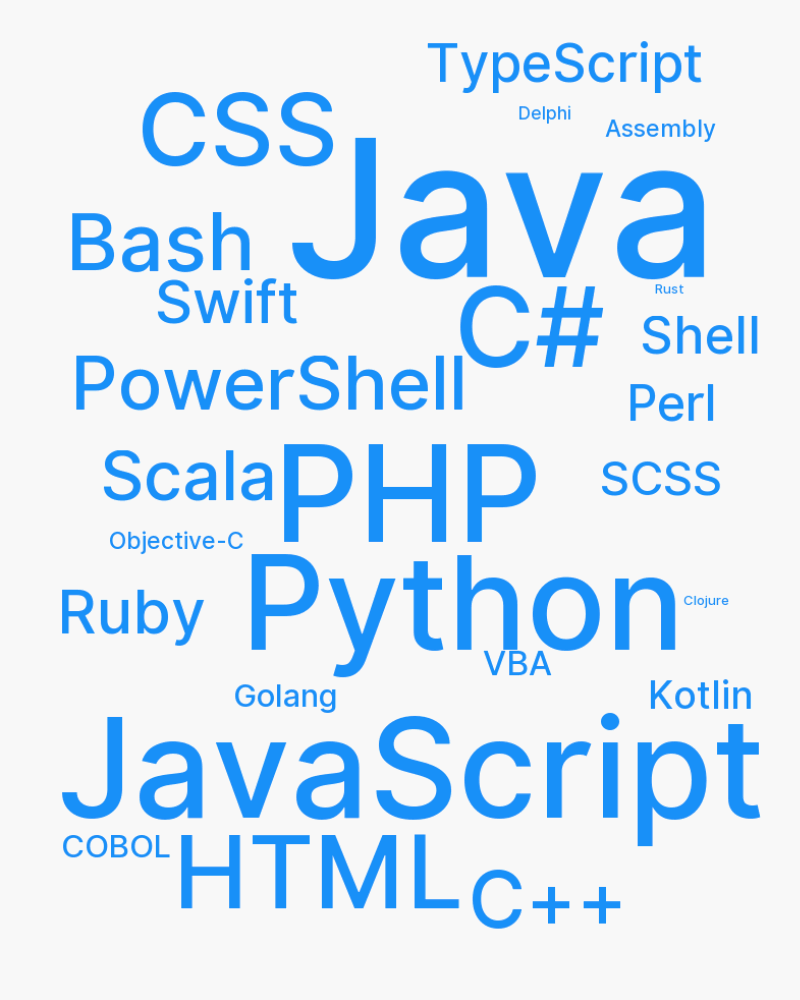 TypeScript
CSS
Delphi
Assembly
Java
Bash
Swift
Rust
C#
Shell
PowerShell
Perl
Scala
PHP
SCSS
Objective-C
Python
Ruby
Clojure
VBA
Golang
Kotlin
JavaScript
COBOL
HTML
C++